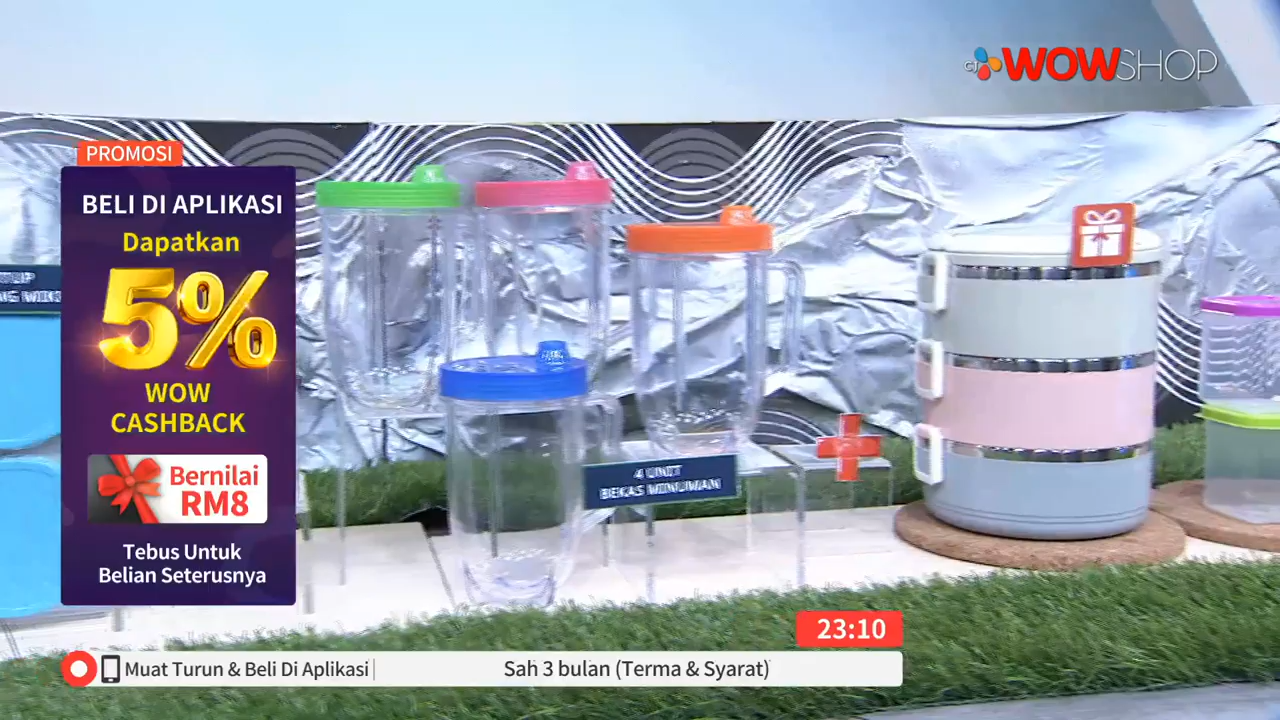 CJ WOWSHOP
PROMOSI
BELI DI APLIKASI
Dapatkan
5%
WOW
CASHBACK
Bernilai
RM8
Tebus Untuk
Belian Seterusnya
4 UNIT
BEKAS MINUMAN
23:10
Muat Turun & Beli Di Aplikasi
Sah 3 bulan (Terma & Syarat)